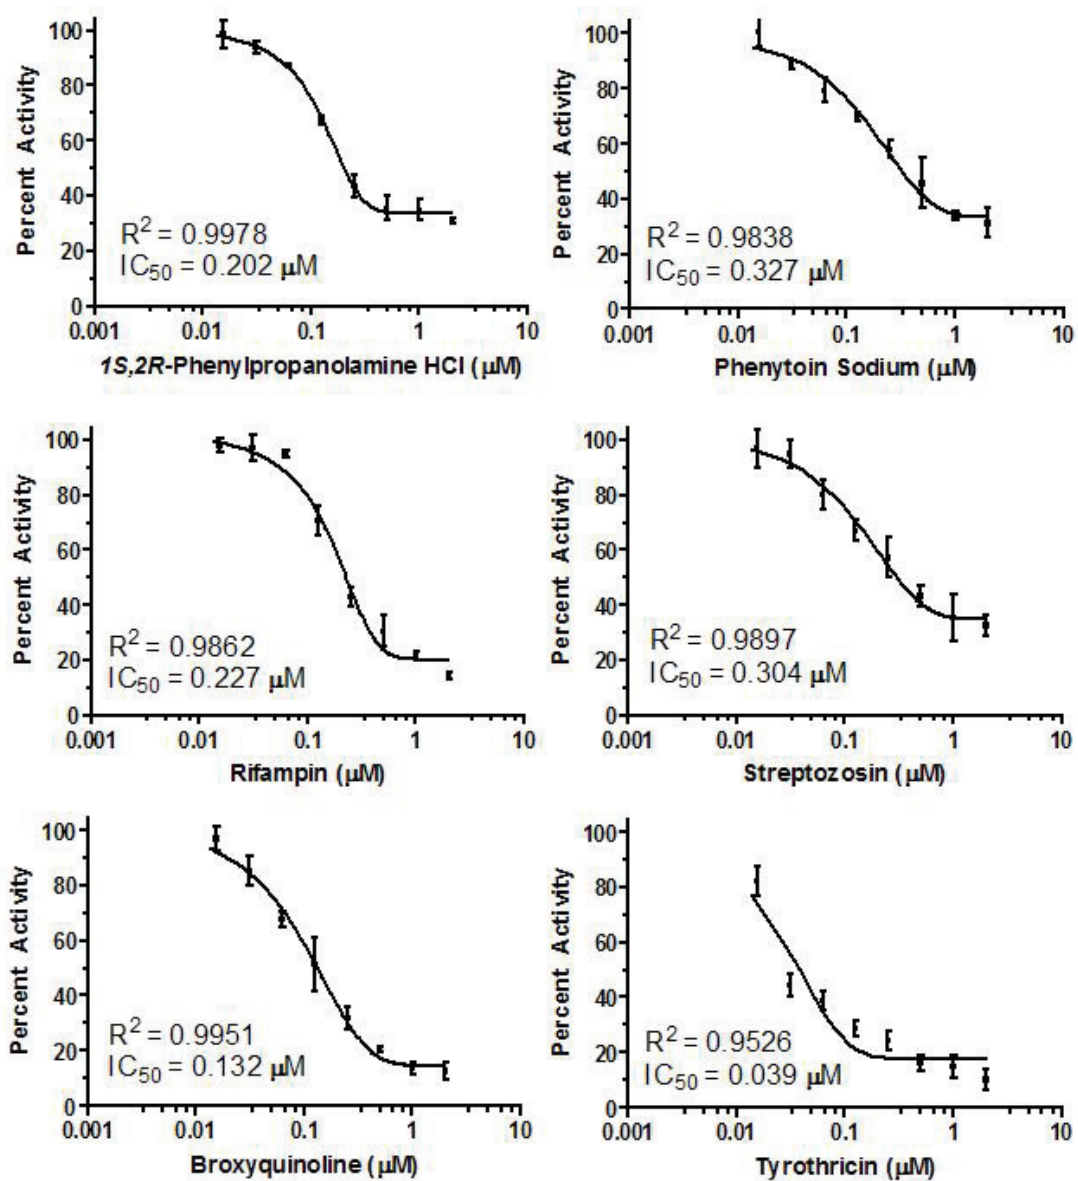 Percent Activity
100
80
60
40
20
0
R2 = 0.9978
IC50 = 0.202 μM
0.001 0.01 0.1 1 10
1S,2R-Phenylpropanolamine HCl (μM)
Percent Activity
100
80
60
40
20
0
R2 = 0.9838
IC50 = 0.327 μM
0.001 0.01 0.1 1 10
Phenytoin Sodium (μM)
Percent Activity
100
80
60
40
20
0
R2 = 0.9862
IC50 = 0.227 μM
0.001 0.01 0.1 1 10
Rifampin (μM)
Percent Activity
100
80
60
40
20
0
R2 = 0.9897
IC50 = 0.304 μM
0.001 0.01 0.1 1 10
Streptozosin (μM)
Percent Activity
100
80
60
40
20
0
R2 = 0.9951
IC50 = 0.132 μM
0.001 0.01 0.1 1 10
Broxyquinoline (μM)
Percent Activity
100
80
60
40
20
0
R2 = 0.9526
IC50 = 0.039 μM
0.001 0.01 0.1 1 10
Tyrothricin (μM)